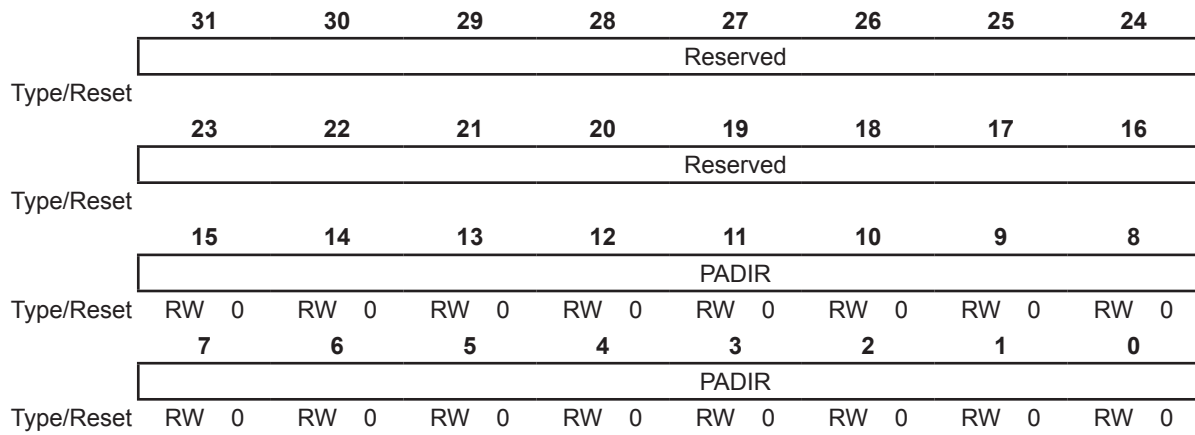 31 30 29 28 27 26 25 24
Reserved
Type/Reset
23 22 21 20 19 18 17 16
Reserved
Type/Reset
15 14 13 12 11 10 9 8
PADIR
Type/Reset RW 0 RW 0 RW 0 RW 0 RW 0 RW 0 RW 0 RW 0
7 6 5 4 3 2 1 0
PADIR
Type/Reset RW 0 RW 0 RW 0 RW 0 RW 0 RW 0 RW 0 RW 0